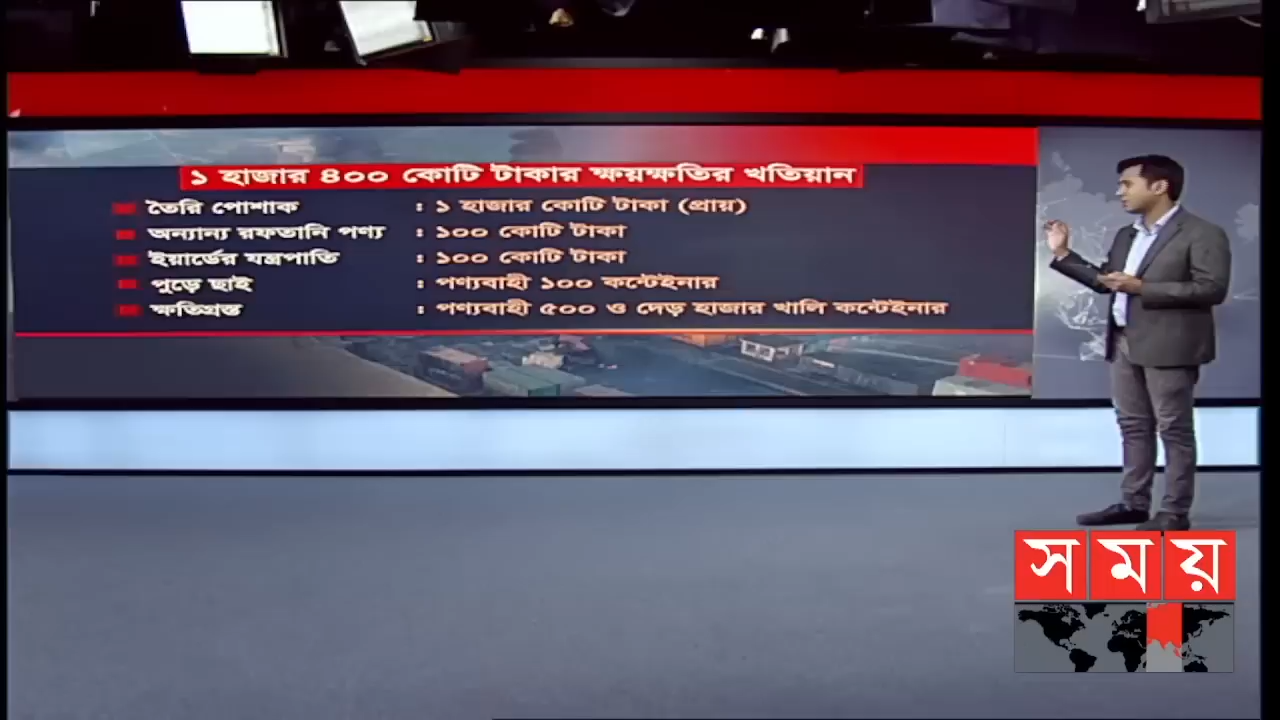 ১ হাজার ৪০০ কোটি টাকার ক্ষয়ক্ষতির খতিয়ান
তৈরি পোশাক : ১ হাজার কোটি টাকা (প্রায়)
অন্যান্য রফতানি পণ্য : ১০০ কোটি টাকা
ইয়ার্ডের যন্ত্রপাতি : ১০০ কোটি টাকা
পুড়ে ছাই : পণ্যবাহী ১০০ কন্টেইনার
ক্ষতিগ্রস্ত : পণ্যবাহী ৫০০ ও দেড় হাজার খালি কন্টেইনার
সময়